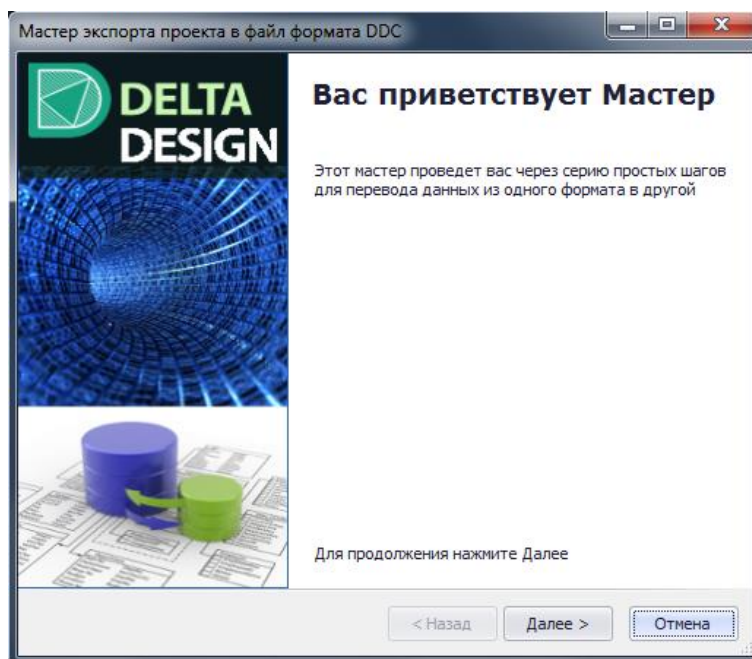 Мастер экспорта проекта в файл формата DDC
DELTA
DESIGN
Вас приветствует Мастер
Этот мастер проведет вас через серию простых шагов
для перевода данных из одного формата в другой
Для продолжения нажмите Далее
< Назад
Далее >
Отмена